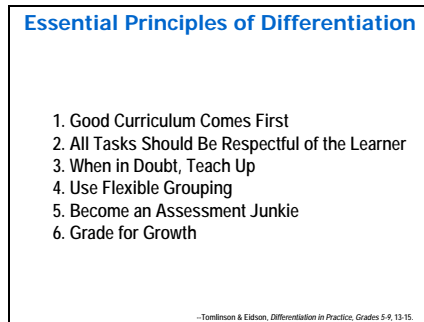 Essential Principles of Differentiation
1. Good Curriculum Comes First
2. All Tasks Should Be Respectful of the Learner
3. When in Doubt, Teach Up
4. Use Flexible Grouping
5. Become an Assessment Junkie
6. Grade for Growth
--Tomlinson & Eidson, Differentiation in Practice, Grades 5-9, 13-15.